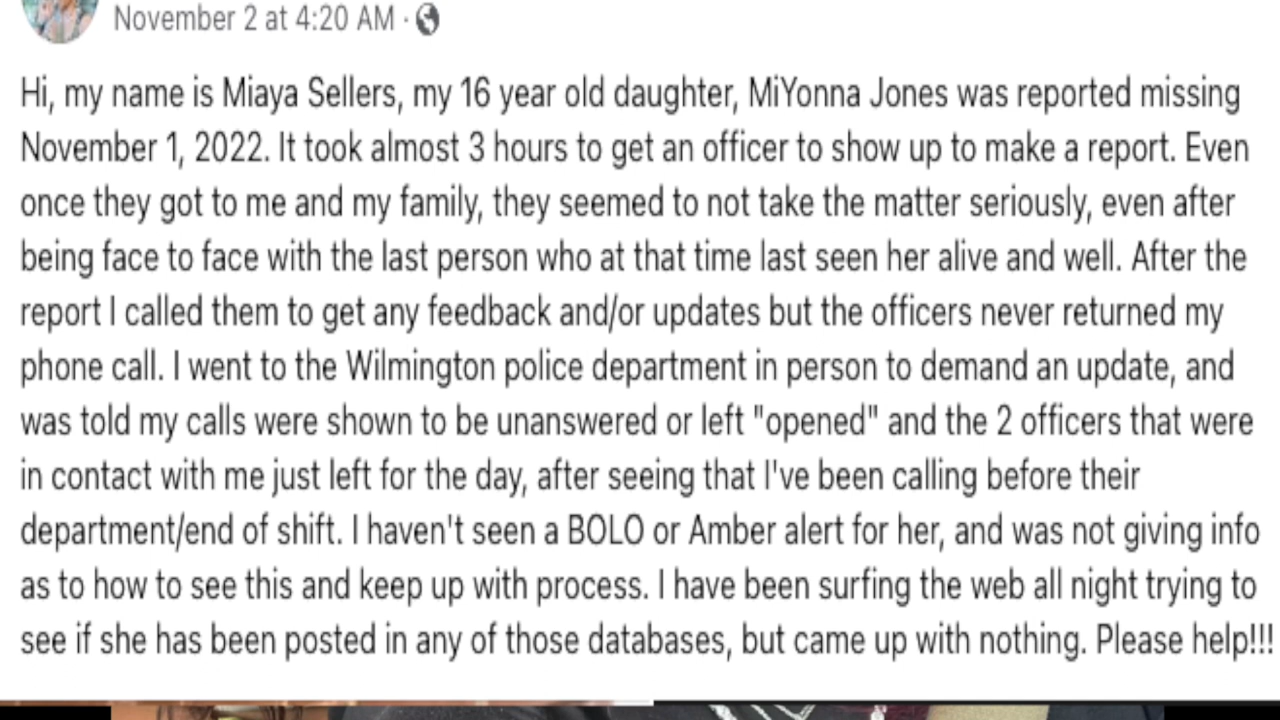 November 2 at 4:20 AM ·
Hi, my name is Miaya Sellers, my 16 year old daughter, MiYonna Jones was reported missing
November 1, 2022. It took almost 3 hours to get an officer to show up to make a report. Even
once they got to me and my family, they seemed to not take the matter seriously, even after
being face to face with the last person who at that time last seen her alive and well. After the
report I called them to get any feedback and/or updates but the officers never returned my
phone call. I went to the Wilmington police department in person to demand an update, and
was told my calls were shown to be unanswered or left "opened" and the 2 officers that were
in contact with me just left for the day, after seeing that I've been calling before their
department/end of shift. I haven't seen a BOLO or Amber alert for her, and was not giving info
as to how to see this and keep up with process. I have been surfing the web all night trying to
see if she has been posted in any of those databases, but came up with nothing. Please help!!!